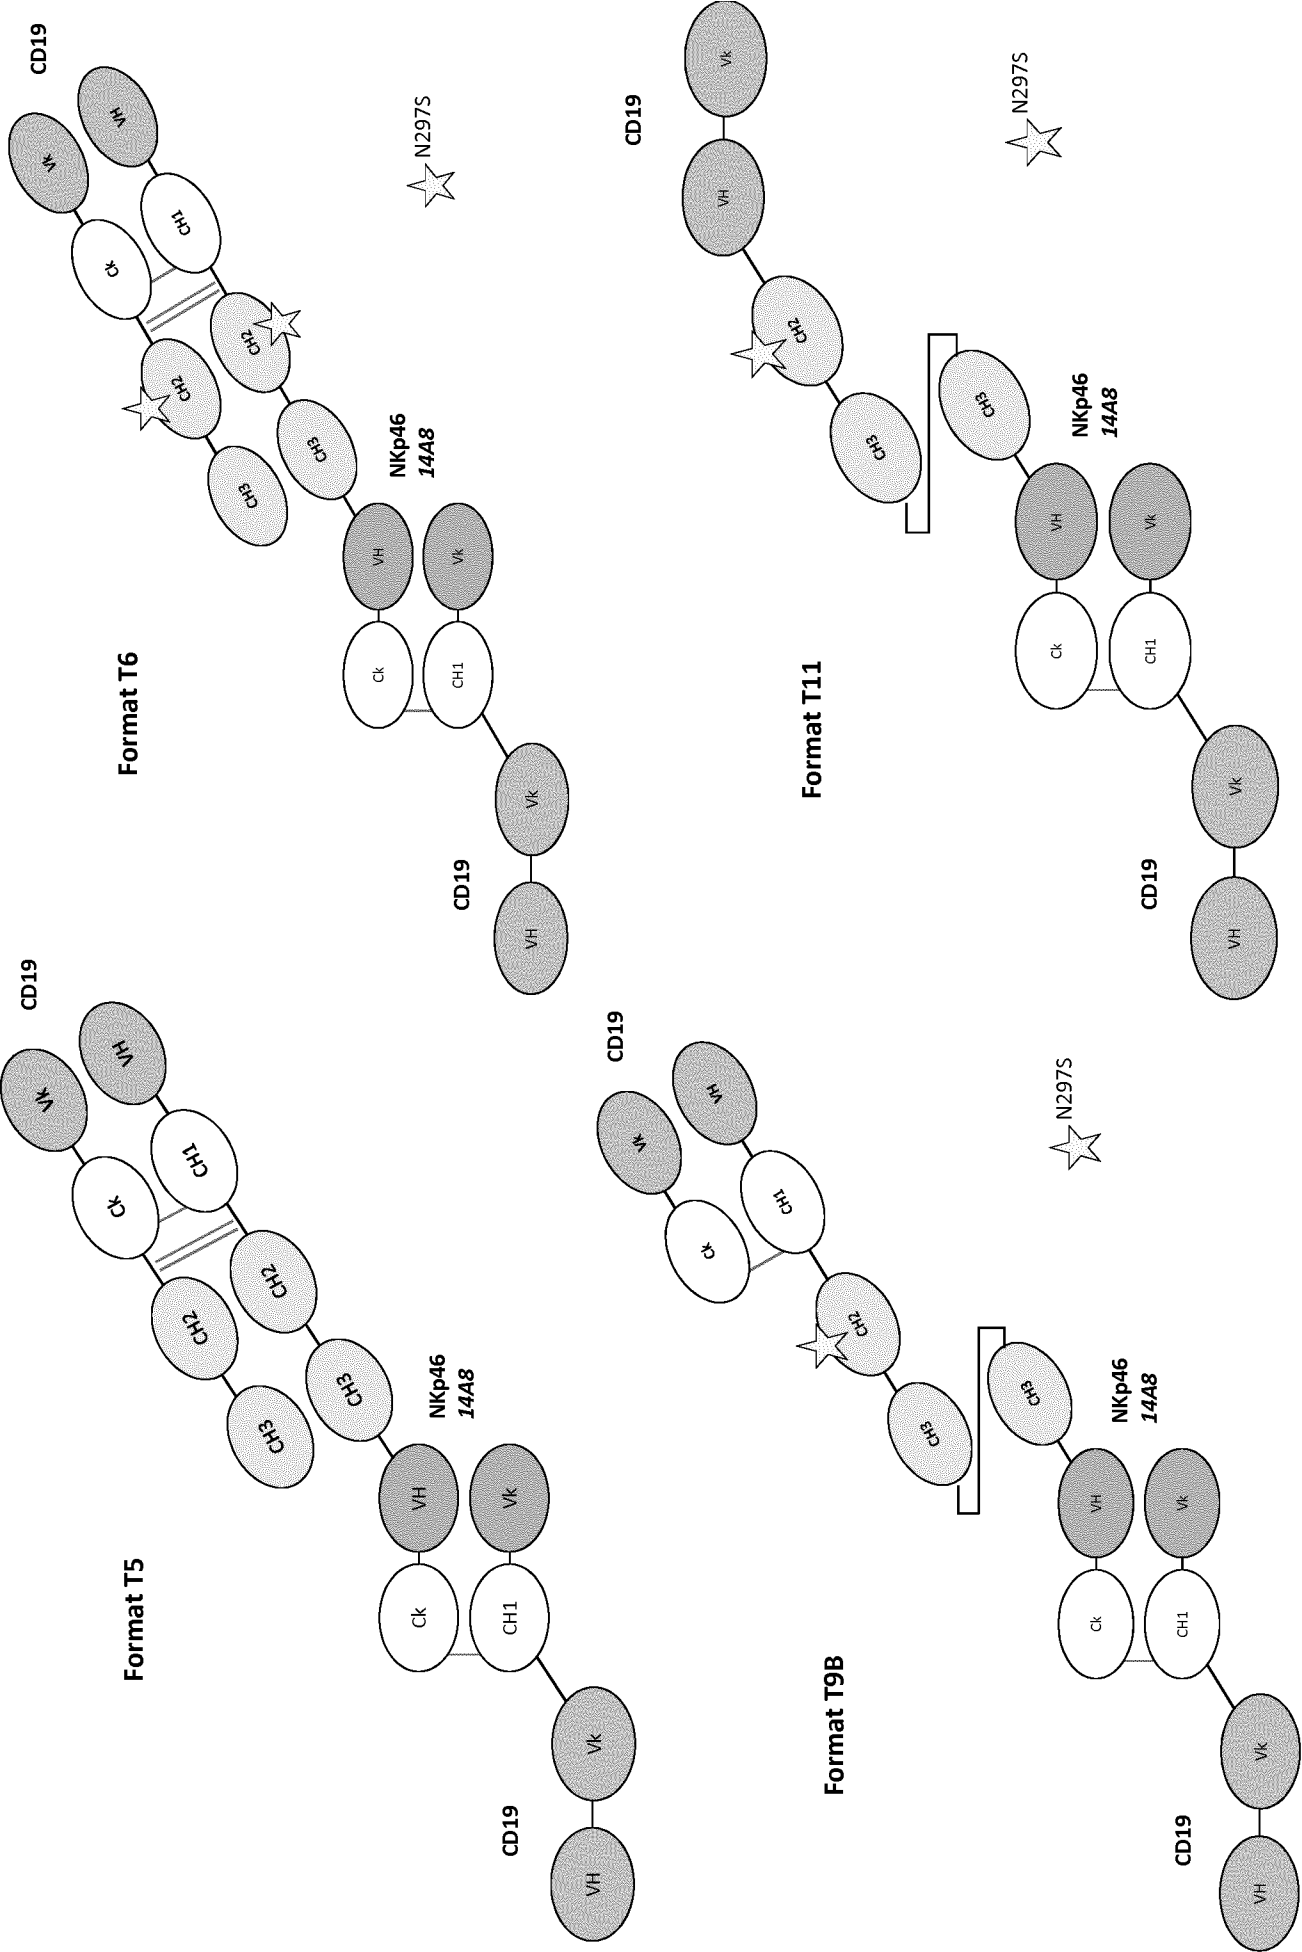 Format T5
CD19
Vk
VH
Ck
CH1
CH2
CH2
CH3
CH3
NKp46
14A8
VH
Vk
Ck
CH1
Vk
VH
CD19
Format T6
CD19
Vk
VH
Ck
CH1
CH2
CH2
CH3
CH3
N297S
NKp46
14A8
VH
Vk
Ck
CH1
Vk
VH
CD19
Format T9B
CD19
Vk
VH
Ck
CH1
CH2
CH3
CH3
N297S
NKp46
14A8
VH
Vk
Ck
CH1
Vk
VH
CD19
Format T11
CD19
Vk
VH
CH2
CH3
CH3
N297S
NKp46
14A8
VH
Vk
Ck
CH1
Vk
VH
CD19